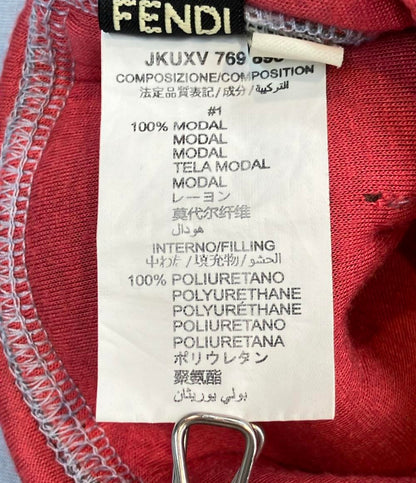 FENDI
JKUXV 769
COMPOSIZIONE/COMPOSITION
法定品質表記/成分/التركيبة
#1
100% MODAL
MODAL
MODAL
TELA MODAL
MODAL
レーヨン
莫代尔纤维
هودال
INTERNO/FILLING
中わた/填充物/الحشو
100% POLIURETANO
POLYURETHANE
POLYURÉTHANE
POLIURETANO
POLIURETANA
ポリウレタン
聚氨酯
بولي يوريثان